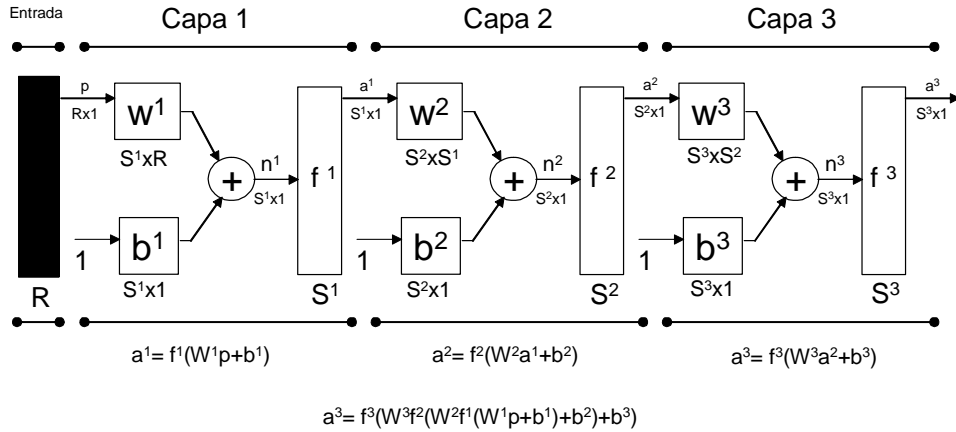 Entrada Capa 1 Capa 2 Capa 3
p a¹ a² a³
Rx1 S¹x1 S²x1 S³x1
w¹ w² w³
S¹xR S²xS¹ S³xS²
n¹ n² n³
+ f¹ + f² + f³
S¹x1 S²x1 S³x1
1 b¹ 1 b² 1 b³
S¹x1 S²x1 S³x1
R S¹ S² S³
a¹= f¹(W¹p+b¹) a²= f²(W²a¹+b²) a³= f³(W³a²+b³)
a³= f³(W³f²(W²f¹(W¹p+b¹)+b²)+b³)